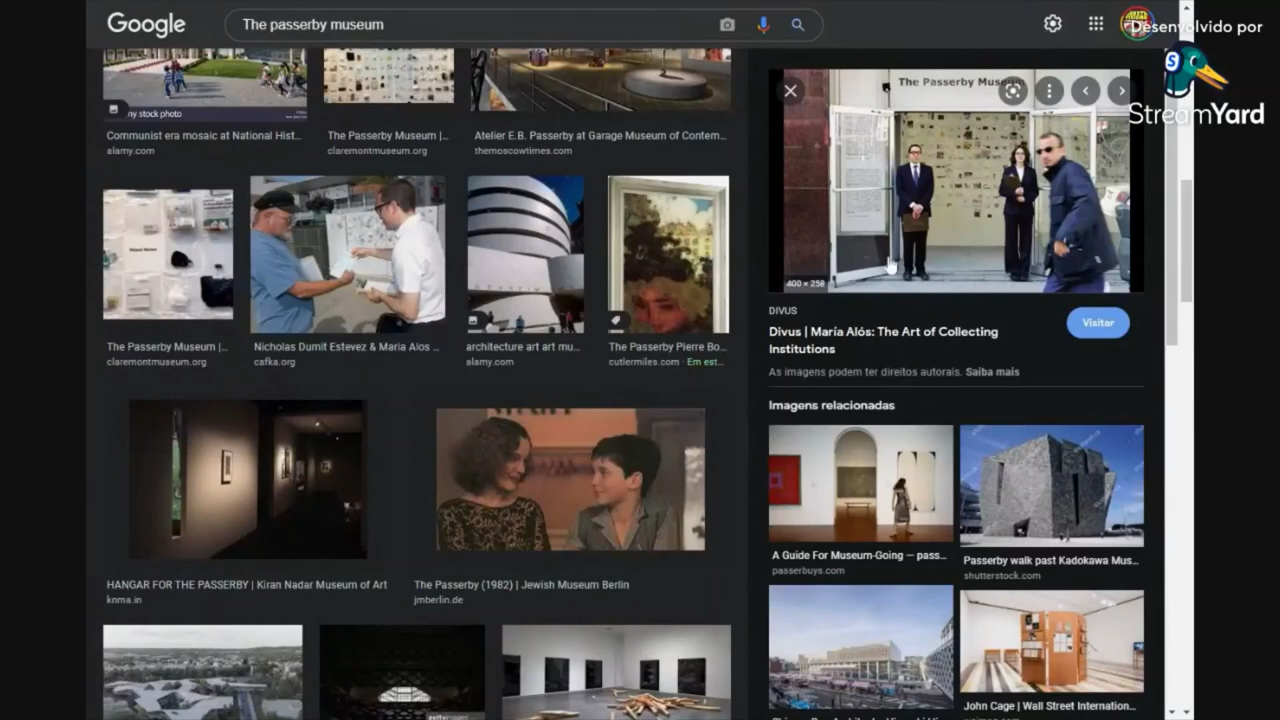 Google
The passerby museum
Desenvolvido por
StreamYard
my stock photo
Communist era mosaic at National Hist...
alamy.com
The Passerby Museum |...
claremontmuseum.org
Atelier E.B. Passerby at Garage Museum of Contem...
themoscowtimes.com
The Passerby Museum |...
claremontmuseum.org
Nicholas Dumit Estevez & Maria Alos ...
cafka.org
architecture art art mu...
alamy.com
The Passerby Pierre Bo...
cutlermiles.com · Em est...
HANGAR FOR THE PASSERBY | Kiran Nadar Museum of Art
knma.in
The Passerby (1982) | Jewish Museum Berlin
jmberlin.de
The Passerby Museum
400 × 258
DIVUS
Divus | María Alós: The Art of Collecting
Institutions
Visitar
As imagens podem ter direitos autorais. Saiba mais
Imagens relacionadas
A Guide For Museum-Going — pass...
passerbuys.com
Passerby walk past Kadokawa Mus...
shutterstock.com
John Cage | Wall Street Internation...